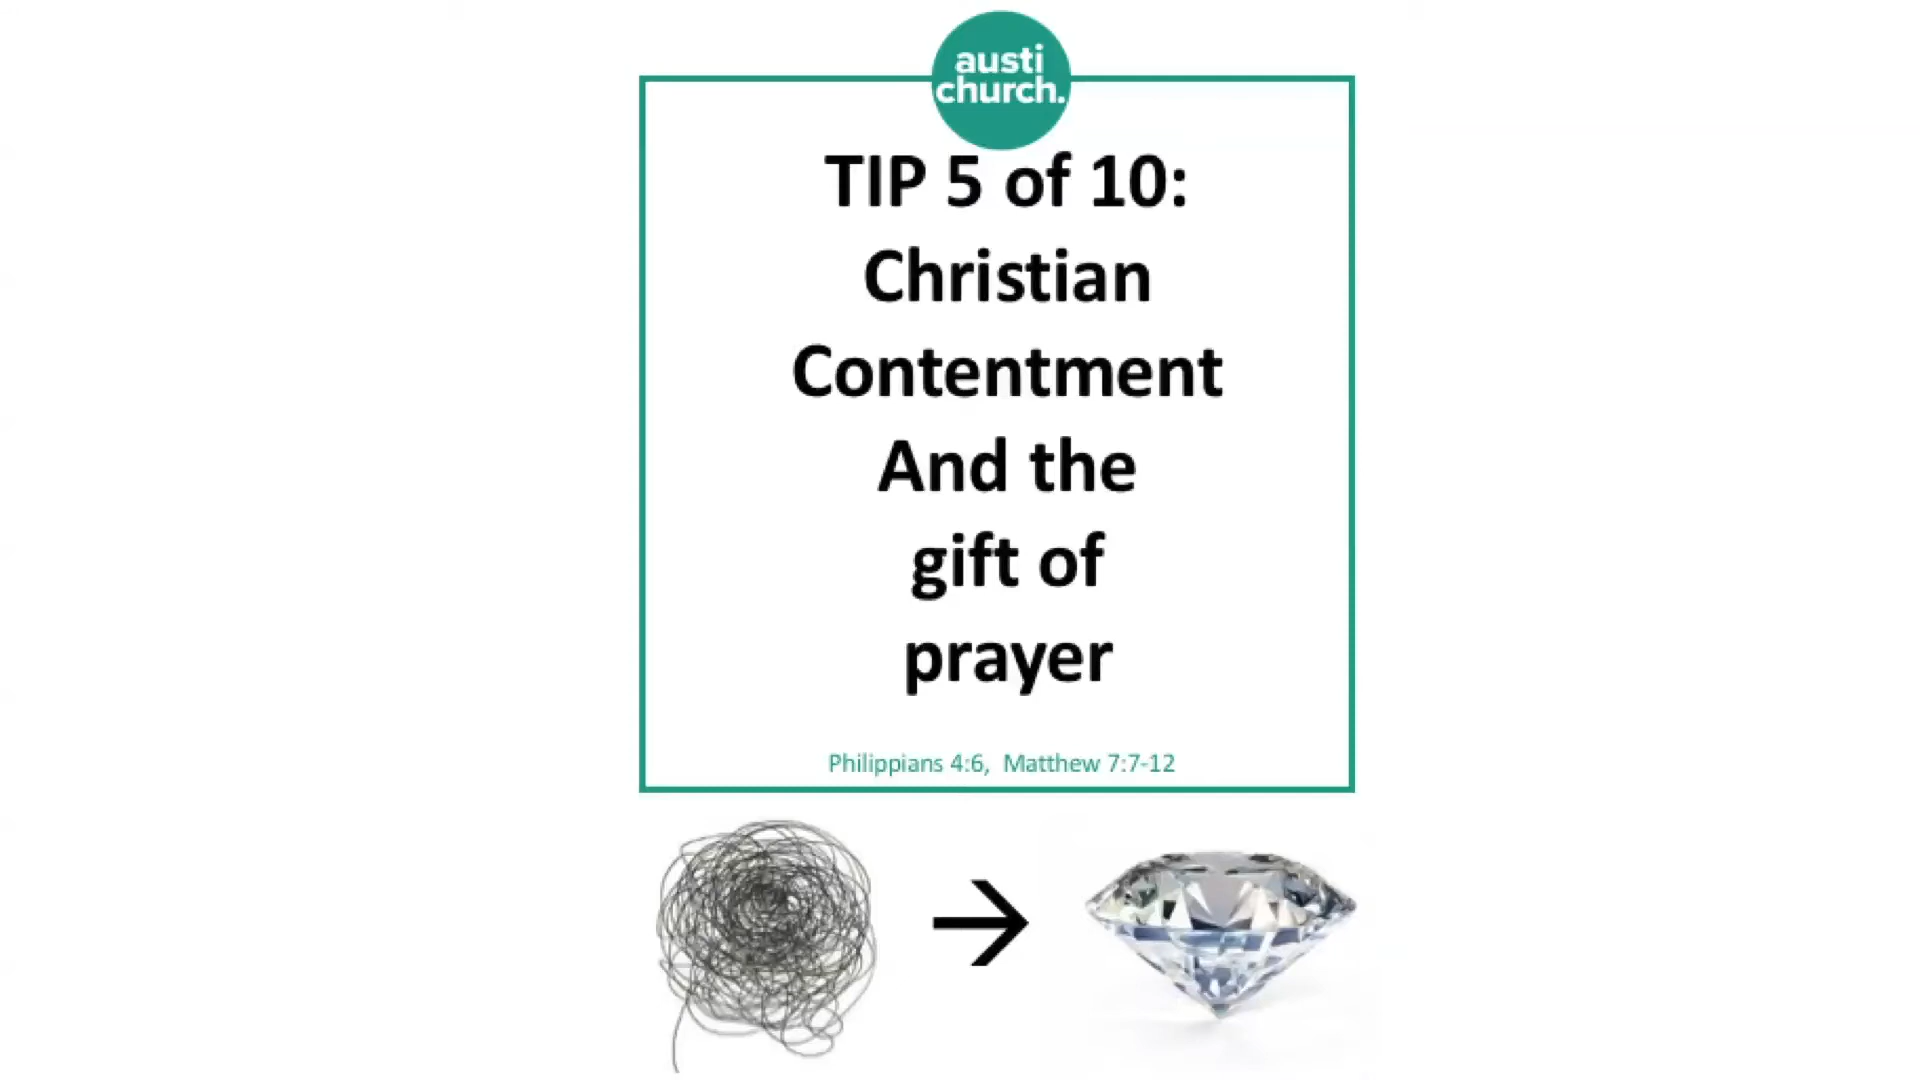 austi
church.
TIP 5 of 10:
Christian
Contentment
And the
gift of
prayer
Philippians 4:6,  Matthew 7:7-12